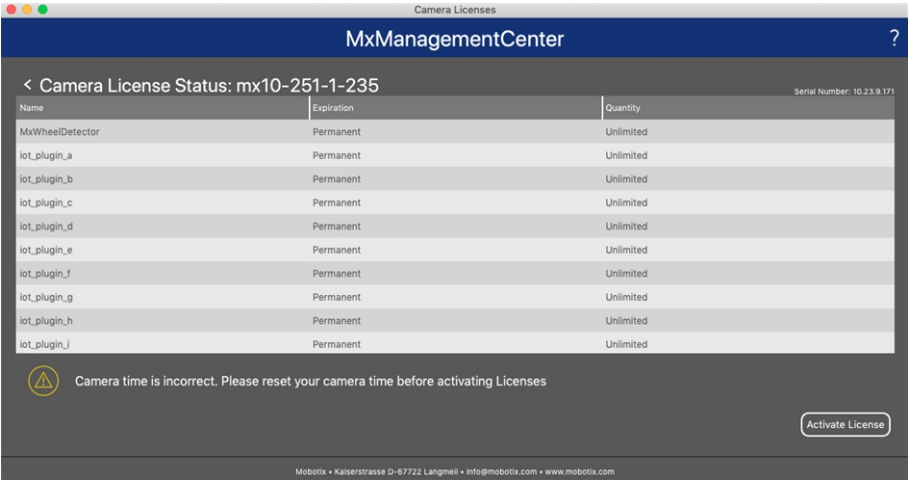 Camera Licenses
MxManagementCenter ?
< Camera License Status: mx10-251-1-235
Serial Number: 10.23.9.171
Name Expiration Quantity
MxWheelDetector Permanent Unlimited
iot_plugin_a Permanent Unlimited
iot_plugin_b Permanent Unlimited
iot_plugin_c Permanent Unlimited
iot_plugin_d Permanent Unlimited
iot_plugin_e Permanent Unlimited
iot_plugin_f Permanent Unlimited
iot_plugin_g Permanent Unlimited
iot_plugin_h Permanent Unlimited
iot_plugin_i Permanent Unlimited
Camera time is incorrect. Please reset your camera time before activating Licenses
Activate License
Mobotix • Kaiserstrasse D-67722 Langmeil • info@mobotix.com • www.mobotix.com